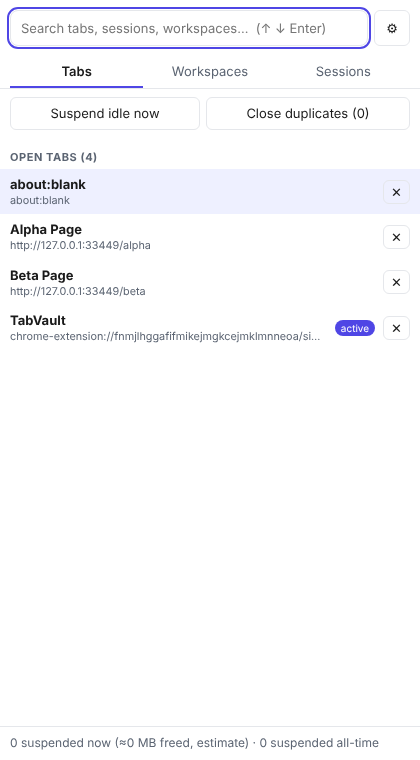 Search tabs, sessions, workspaces... (↑ ↓ Enter) ⚙
Tabs Workspaces Sessions
Suspend idle now Close duplicates (0)
OPEN TABS (4)
about:blank
about:blank
✕
Alpha Page
http://127.0.0.1:33449/alpha
✕
Beta Page
http://127.0.0.1:33449/beta
✕
TabVault
chrome-extension://fnmjlhggafifmikejmgkcejmklmnneoa/si...
active ✕
0 suspended now (≈0 MB freed, estimate) · 0 suspended all-time